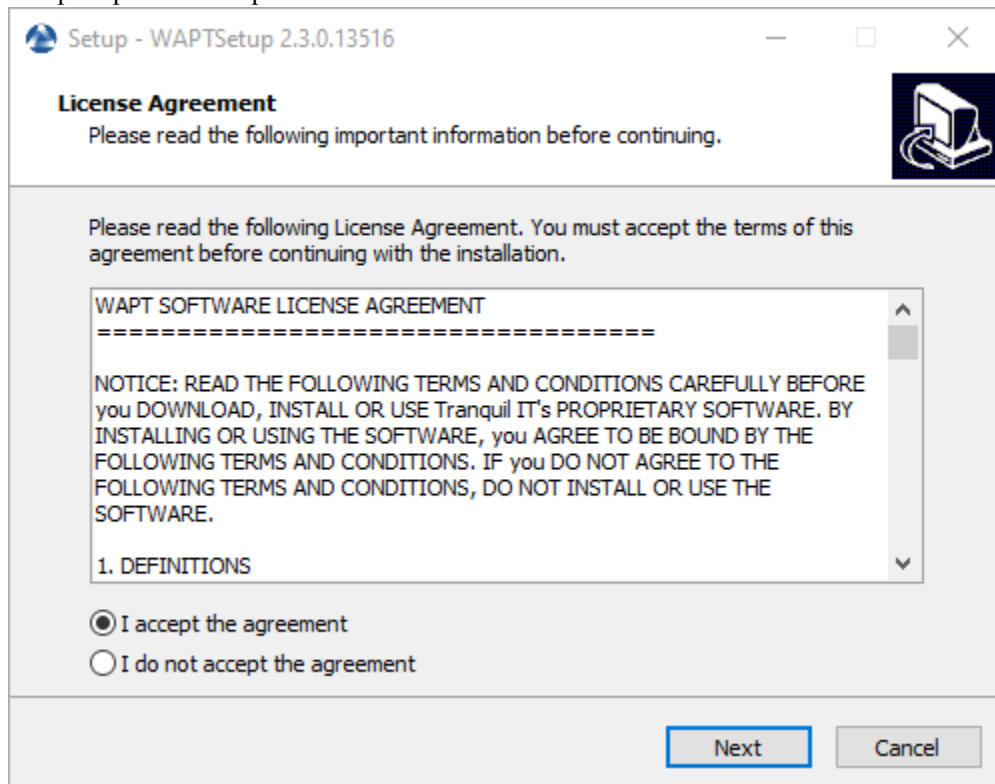 Setup - WAPTSetup 2.3.0.13516
License Agreement
Please read the following important information before continuing.
Please read the following License Agreement. You must accept the terms of this
agreement before continuing with the installation.
WAPT SOFTWARE LICENSE AGREEMENT
===================================
NOTICE: READ THE FOLLOWING TERMS AND CONDITIONS CAREFULLY BEFORE
you DOWNLOAD, INSTALL OR USE Tranquil IT's PROPRIETARY SOFTWARE. BY
INSTALLING OR USING THE SOFTWARE, you AGREE TO BE BOUND BY THE
FOLLOWING TERMS AND CONDITIONS. IF you DO NOT AGREE TO THE
FOLLOWING TERMS AND CONDITIONS, DO NOT INSTALL OR USE THE
SOFTWARE.
1. DEFINITIONS
I accept the agreement
I do not accept the agreement
Next
Cancel